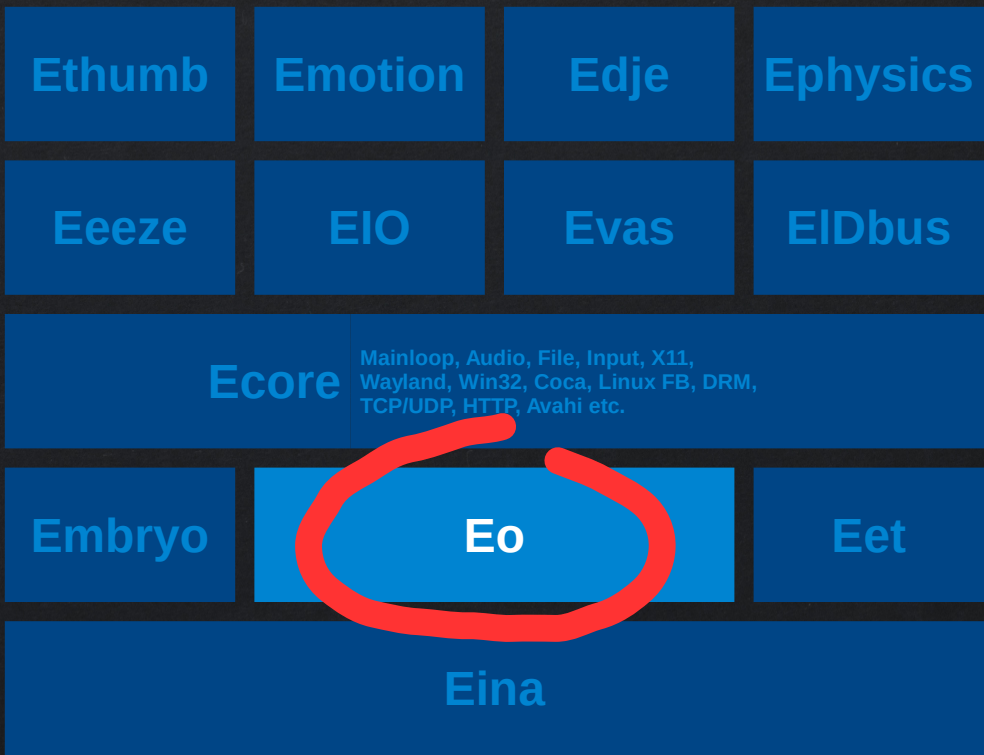 Ethumb
Emotion
Edje
Ephysics
Eeeze
EIO
Evas
ElDbus
Ecore
Mainloop, Audio, File, Input, X11,
Wayland, Win32, Coca, Linux FB, DRM,
TCP/UDP, HTTP, Avahi etc.
Embryo
Eo
Eet
Eina